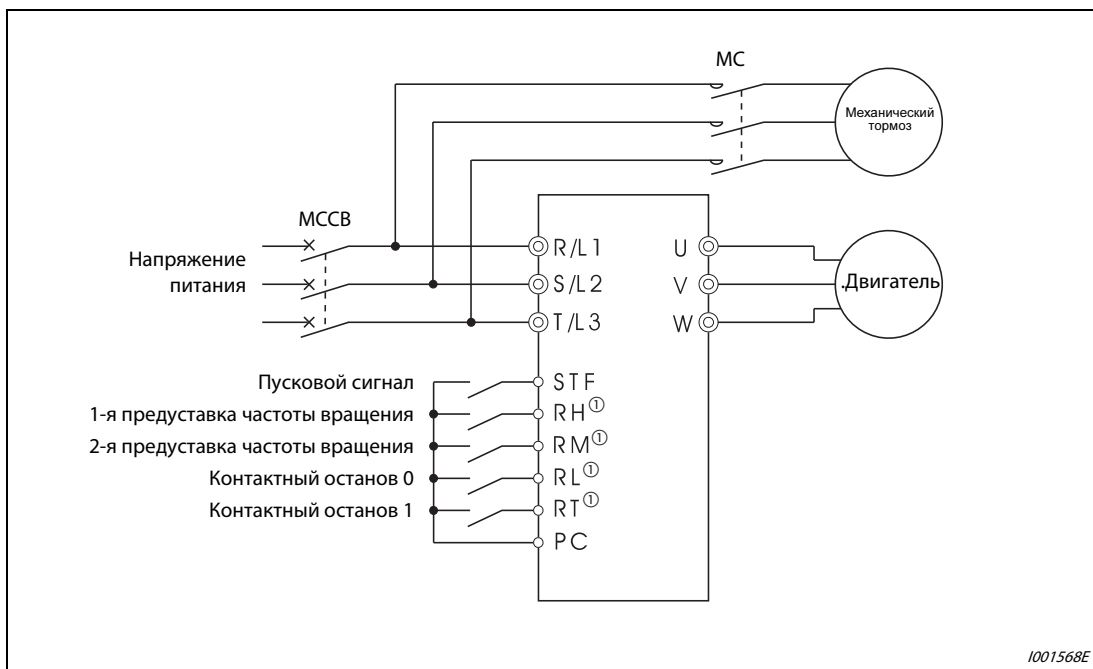 MC
Механический
тормоз
MCCB
Напряжение
питания
R/L1
S/L2
T/L3
U
V
W
.Двигатель
Пусковой сигнал
STF
1-я предуставка частоты вращения
RH①
2-я предуставка частоты вращения
RM①
Контактный останов 0
RL①
Контактный останов 1
RT①
PC
I001568E